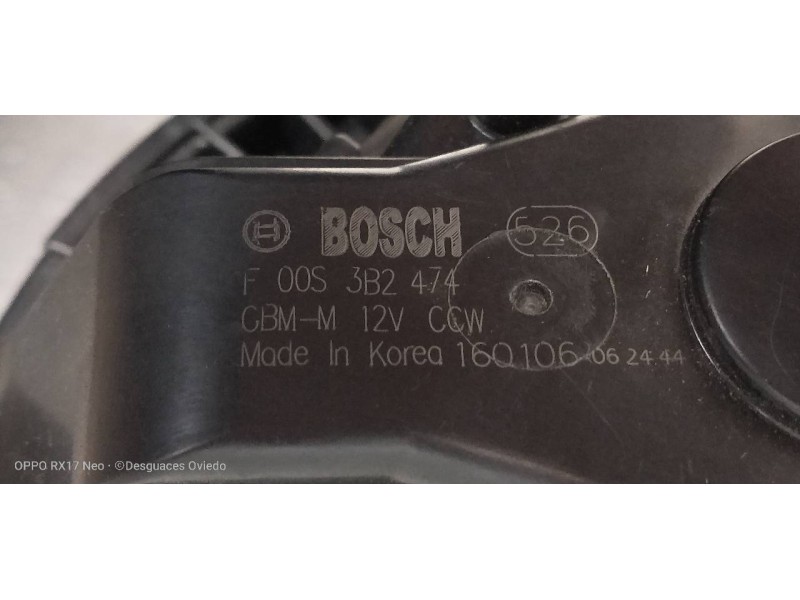 BOSCH 526
F 00S 3B2 474
GBM-M 12V CCW
Made In Korea 160106 06 24 44
OPPO RX17 Neo · ©Desguaces Oviedo